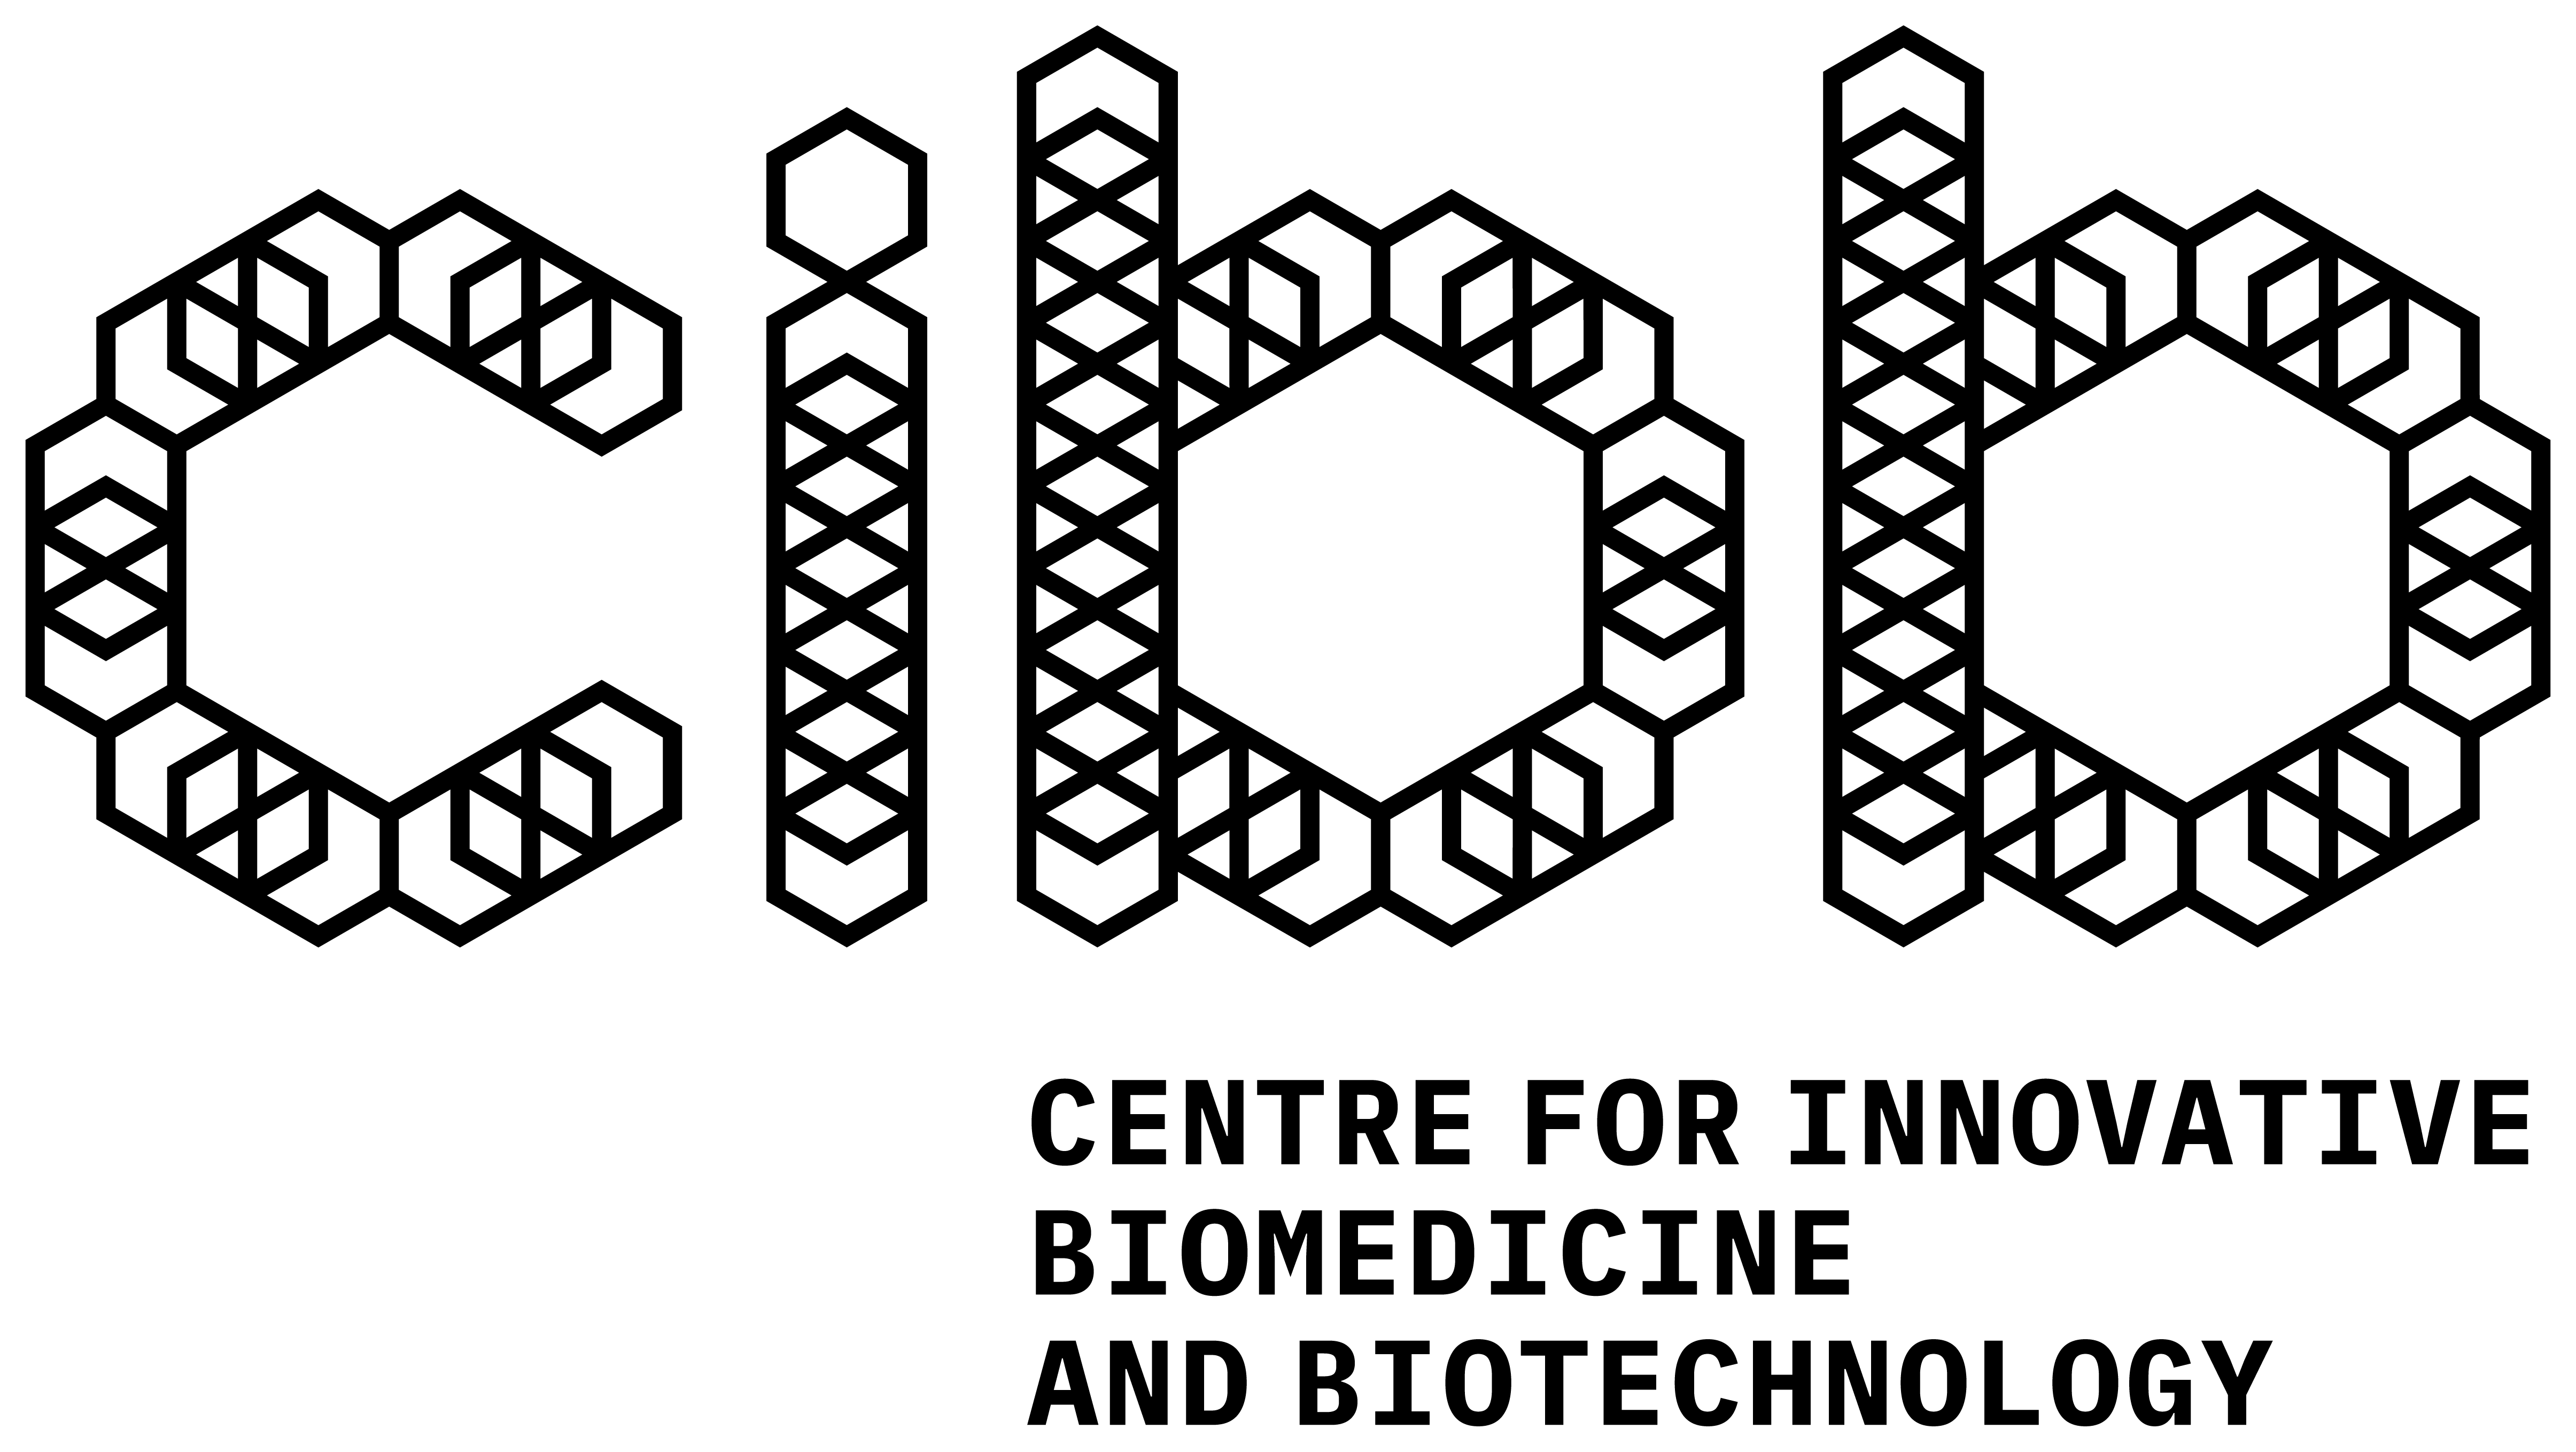 cibb
CENTRE FOR INNOVATIVE
BIOMEDICINE
AND BIOTECHNOLOGY